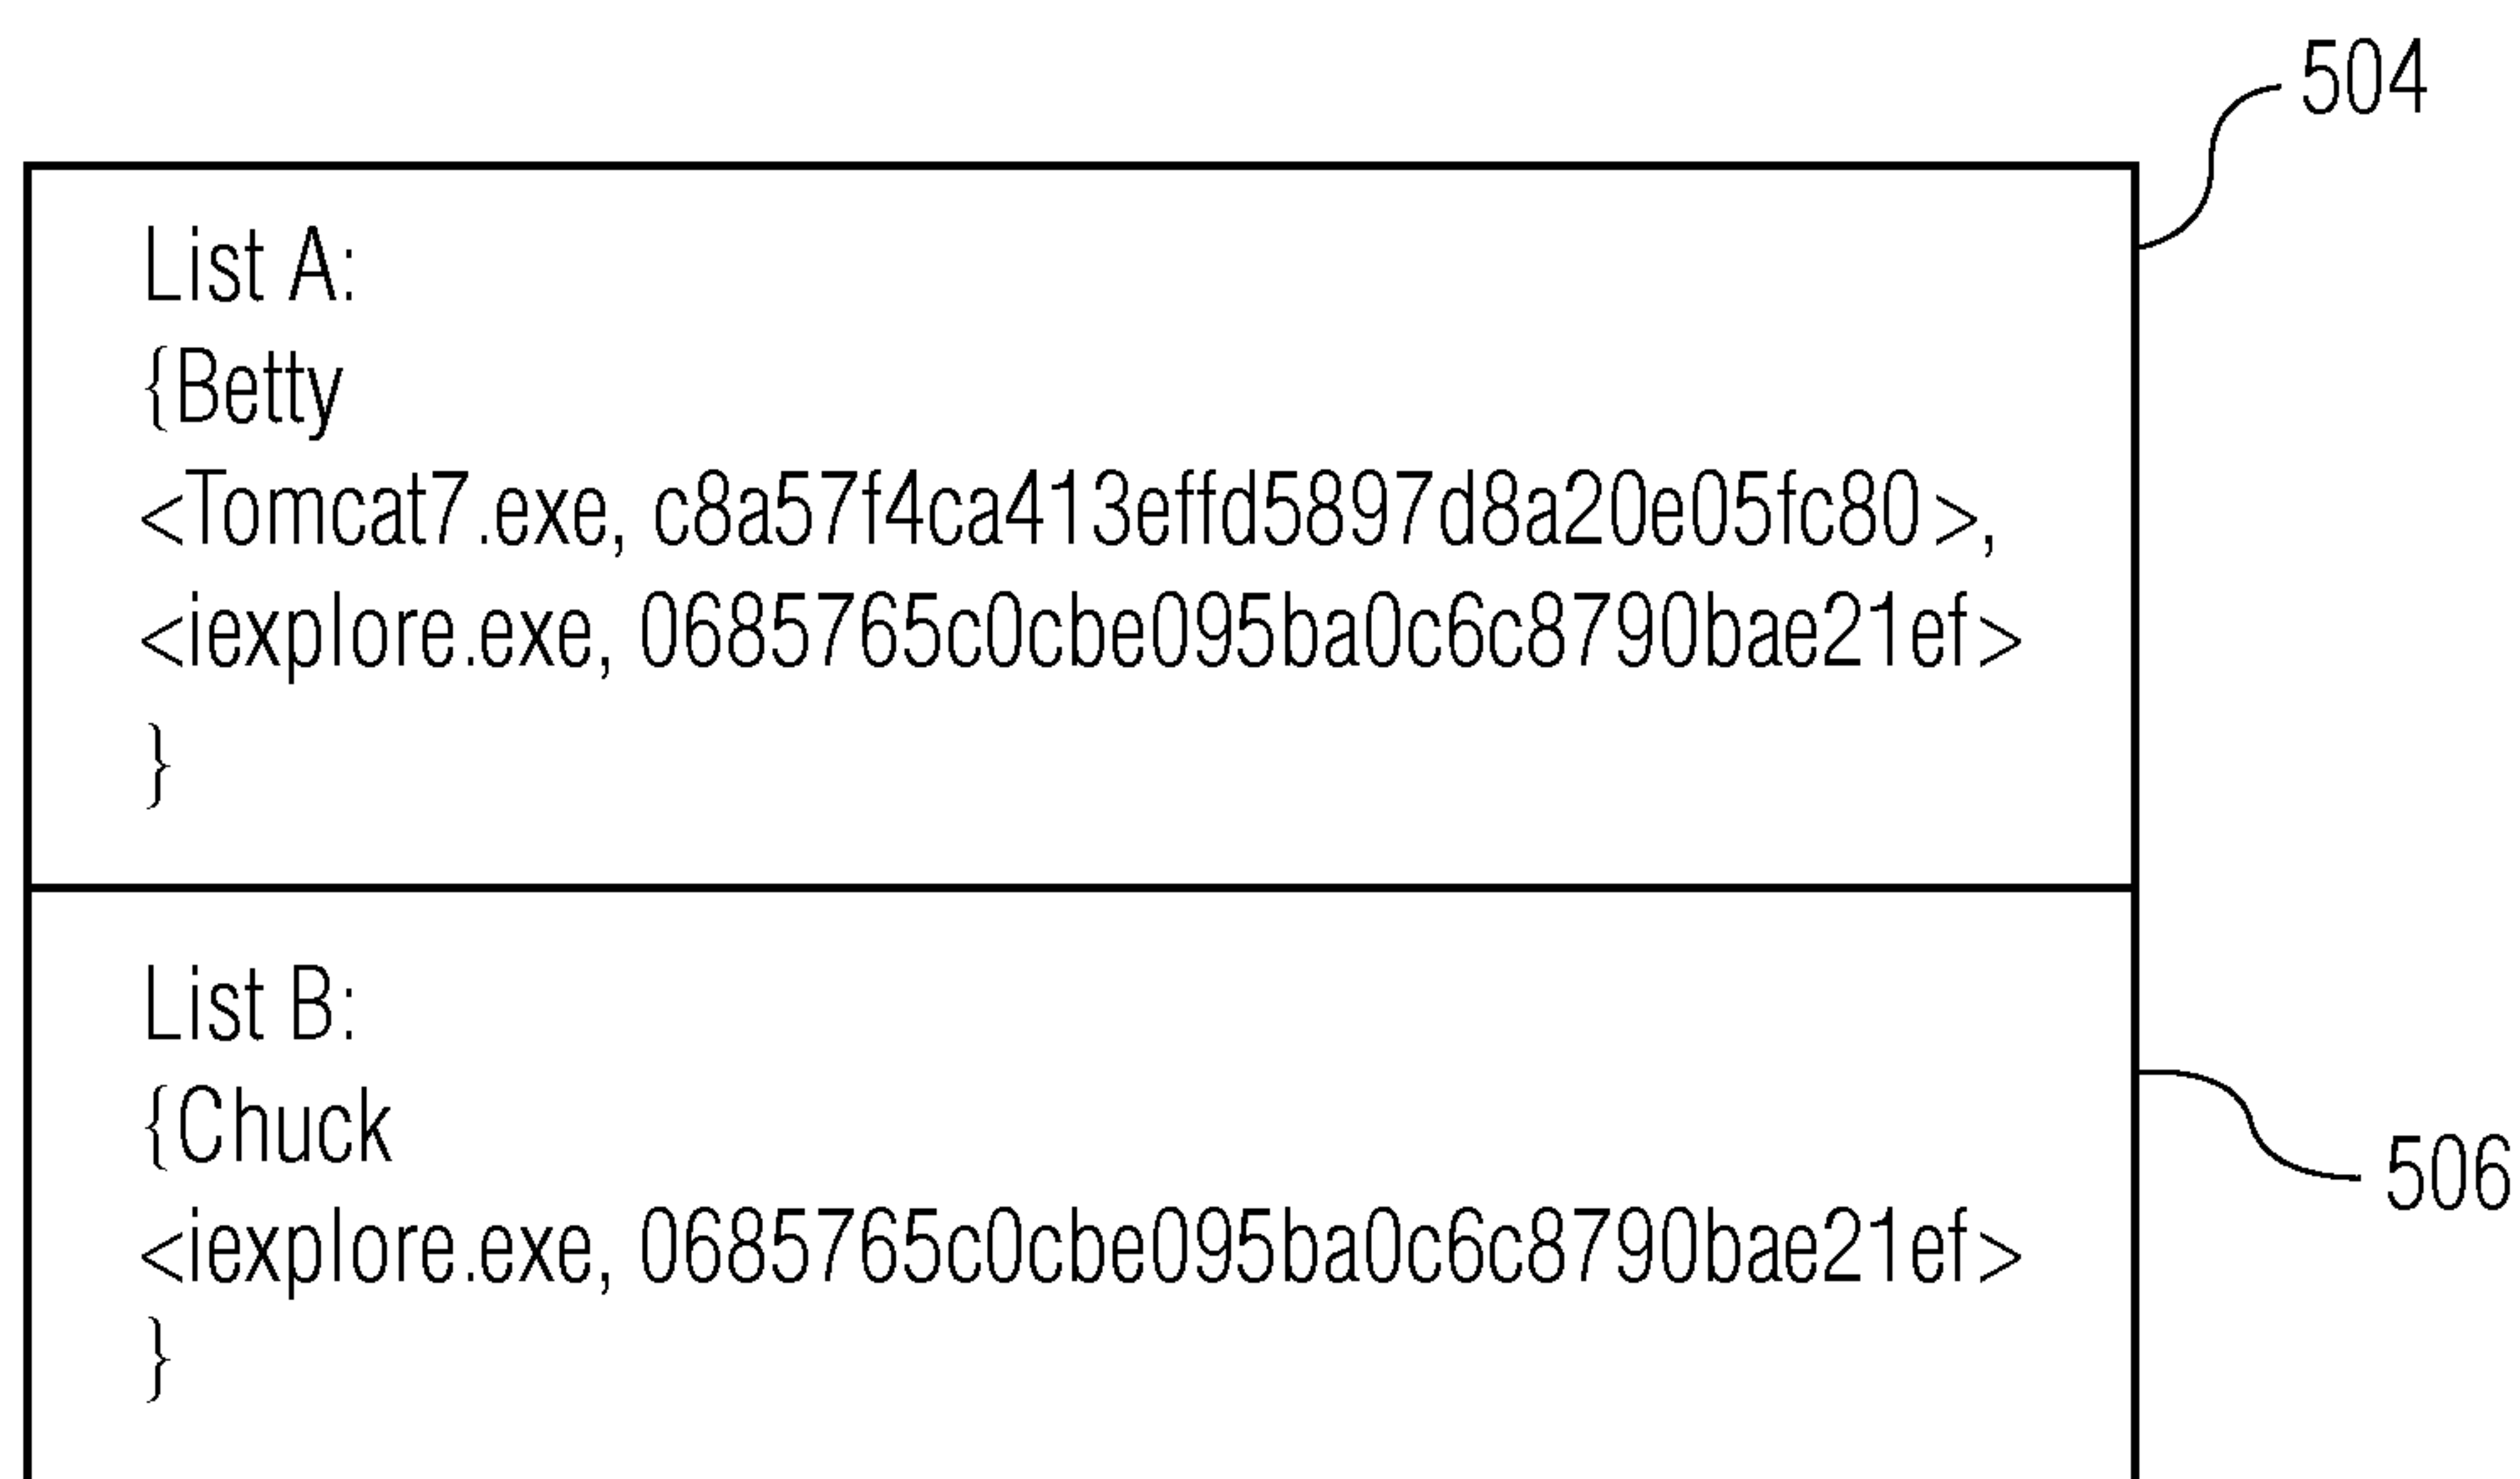 504
List A:
{Betty
<Tomcat7.exe, c8a57f4ca413effd5897d8a20e05fc80>,
<iexplore.exe, 0685765c0cbe095ba0c6c8790bae21ef>
}
List B:
{Chuck
506
<iexplore.exe, 0685765c0cbe095ba0c6c8790bae21ef>
}